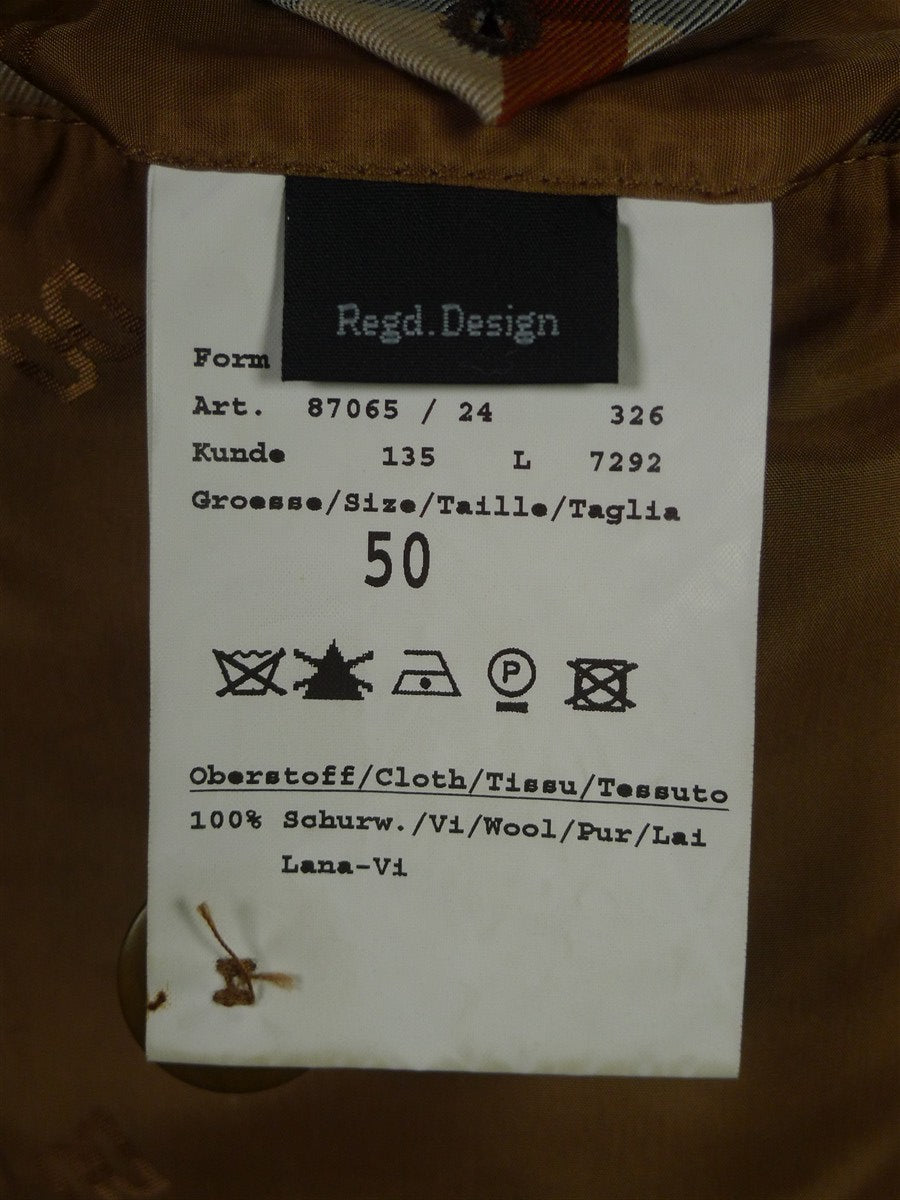 Regd.Design
Form
Art. 87065 / 24 326
Kunde 135 L 7292
Groesse/Size/Taille/Taglia
50
P
Oberstoff/Cloth/Tissu/Tessuto
100% Schurw./Vi/Wool/Pur/Lai
Lana-Vi